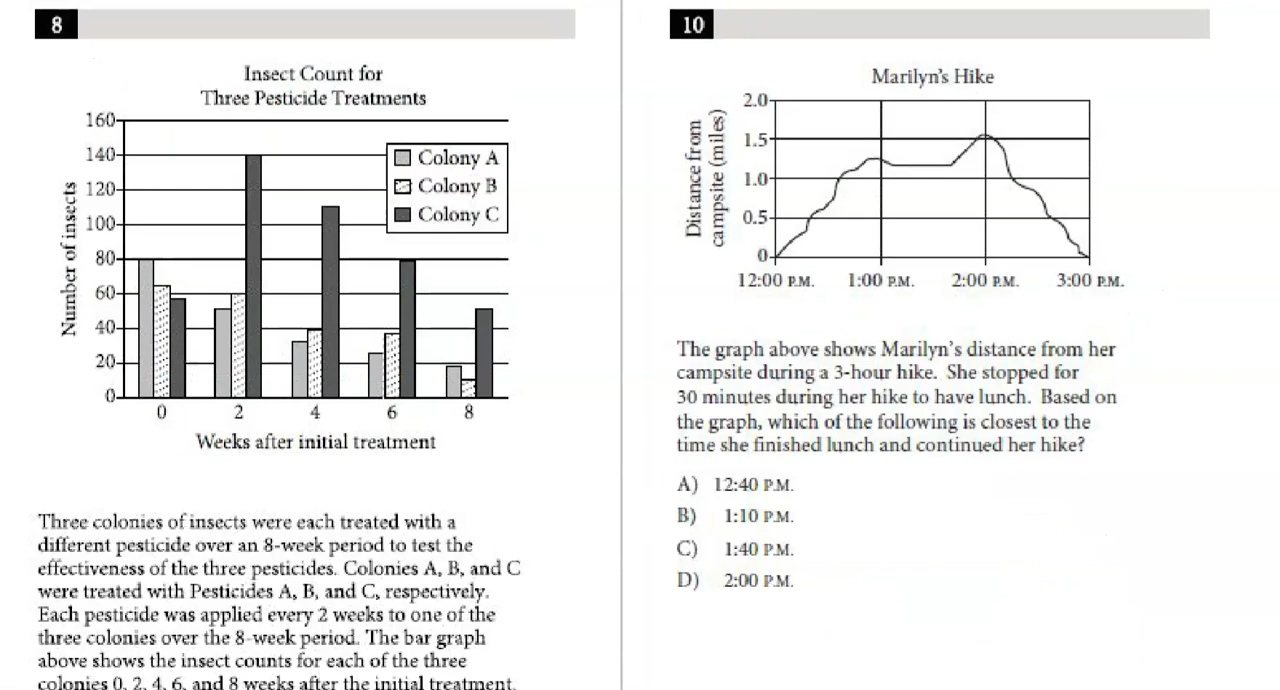 8
Insect Count for
Three Pesticide Treatments
160
140
120
100
80
60
40
20
0
Number of insects
Colony A
Colony B
Colony C
0 2 4 6 8
Weeks after initial treatment
Three colonies of insects were each treated with a
different pesticide over an 8-week period to test the
effectiveness of the three pesticides. Colonies A, B, and C
were treated with Pesticides A, B, and C, respectively.
Each pesticide was applied every 2 weeks to one of the
three colonies over the 8-week period. The bar graph
above shows the insect counts for each of the three
colonies 0, 2, 4, 6, and 8 weeks after the initial treatment.
10
Marilyn's Hike
Distance from
campsite (miles)
2.0
1.5
1.0
0.5
0
12:00 P.M. 1:00 P.M. 2:00 P.M. 3:00 P.M.
The graph above shows Marilyn's distance from her
campsite during a 3-hour hike. She stopped for
30 minutes during her hike to have lunch. Based on
the graph, which of the following is closest to the
time she finished lunch and continued her hike?
A) 12:40 P.M.
B) 1:10 P.M.
C) 1:40 P.M.
D) 2:00 P.M.